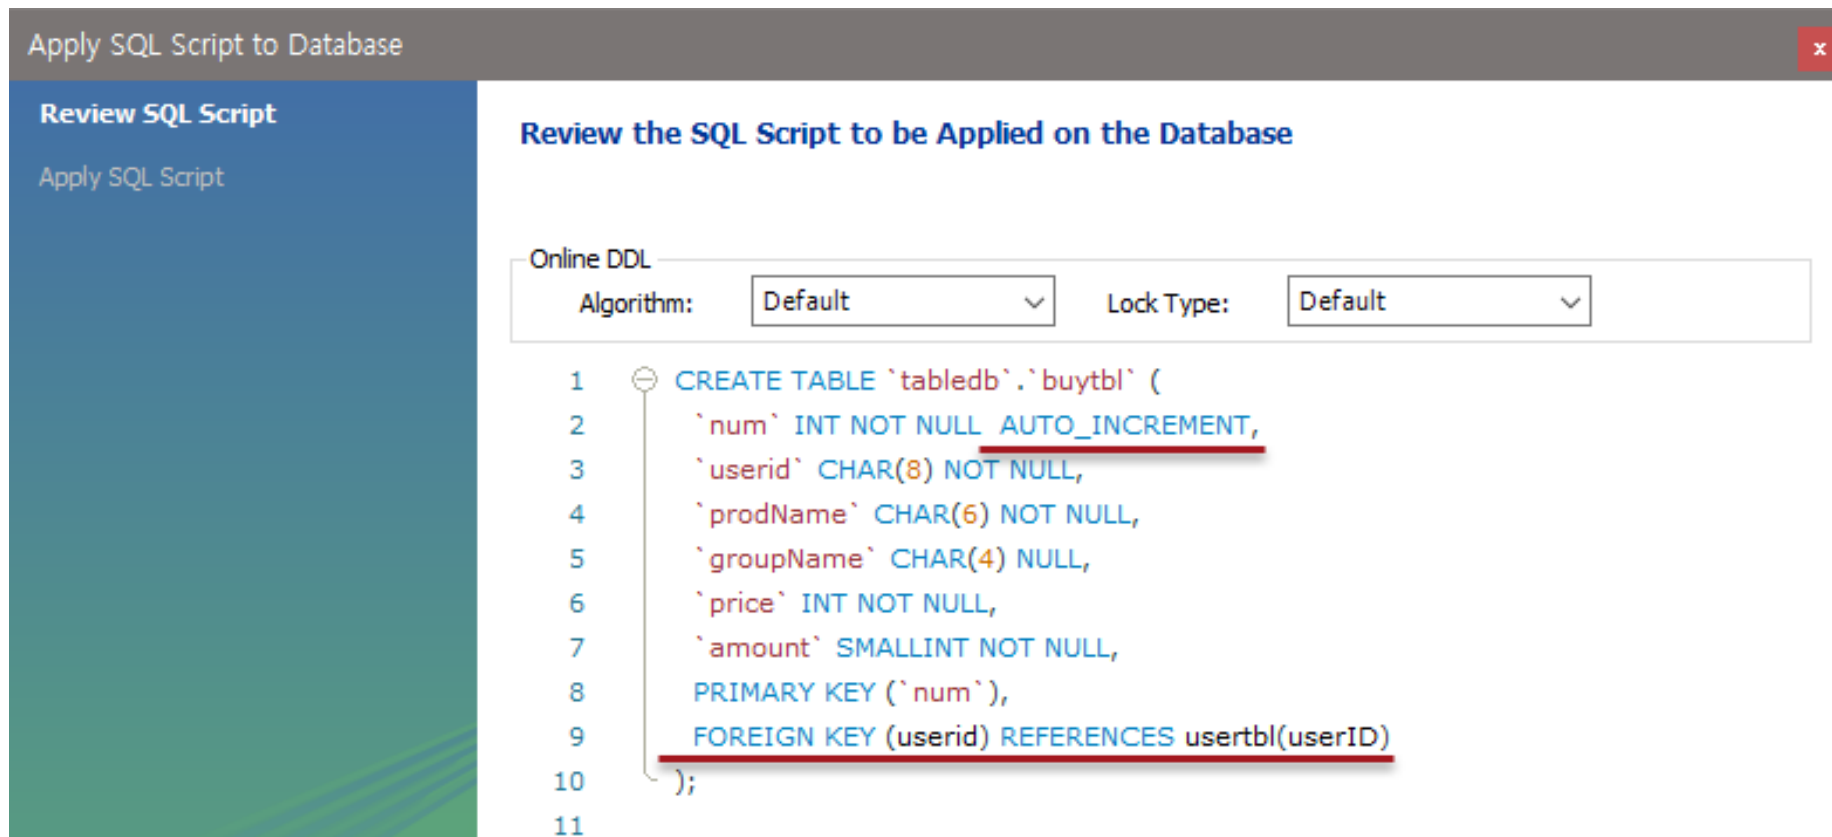 Apply SQL Script to Database
x
Review SQL Script
Apply SQL Script
Review the SQL Script to be Applied on the Database
Online DDL
Algorithm: Default Lock Type: Default
1 CREATE TABLE `tabledb`.`buytbl` (
2 `num` INT NOT NULL  AUTO_INCREMENT,
3 `userid` CHAR(8) NOT NULL,
4 `prodName` CHAR(6) NOT NULL,
5 `groupName` CHAR(4) NULL,
6 `price` INT NOT NULL,
7 `amount` SMALLINT NOT NULL,
8 PRIMARY KEY (`num`),
9 FOREIGN KEY (userid) REFERENCES usertbl(userID)
10 );
11